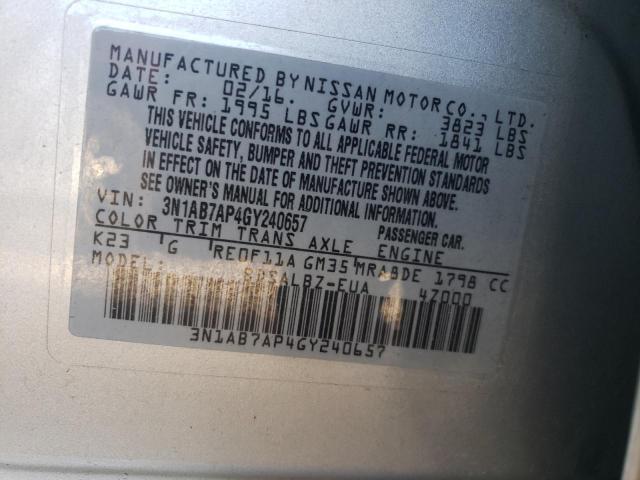 MANUFACTURED BY NISSAN MOTOR CO., LTD.
DATE: 02/16. GVWR: 3823 LBS
GAWR FR: 1995 LBS GAWR RR: 1841 LBS
THIS VEHICLE CONFORMS TO ALL APPLICABLE FEDERAL MOTOR
VEHICLE SAFETY, BUMPER AND THEFT PREVENTION STANDARDS
IN EFFECT ON THE DATE OF MANUFACTURE SHOWN ABOVE.
SEE OWNER'S MANUAL FOR ADDITIONAL INFORMATION.
VIN: 3N1AB7AP4GY240657 PASSENGER CAR.
COLOR TRIM TRANS AXLE ENGINE
K23 G RE0F11A GM35 MRA8DE 1798 CC
MODEL: 4Z000
3N1AB7AP4GY240657